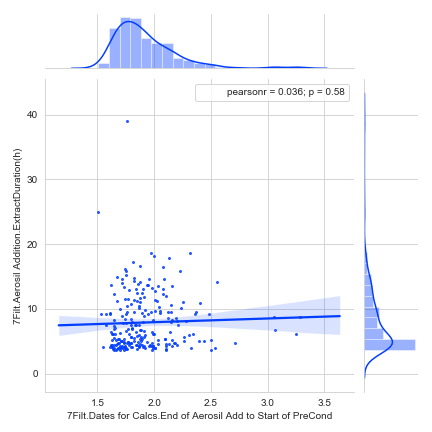 pearsonr = 0.036; p = 0.58
40
30
20
10
0
7Filt.Aerosil Addition.ExtractDuration(h)
1.5 2.0 2.5 3.0 3.5
7Filt.Dates for Calcs.End of Aerosil Add to Start of PreCond